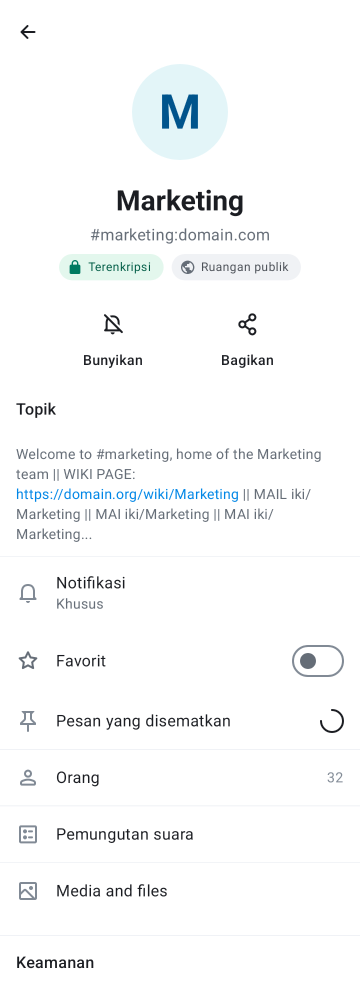 M
Marketing
#marketing:domain.com
Terenkripsi
Ruangan publik
Bunyikan
Bagikan
Topik
Welcome to #marketing, home of the Marketing
team || WIKI PAGE:
https://domain.org/wiki/Marketing || MAIL iki/
Marketing || MAI iki/Marketing || MAI iki/
Marketing...
Notifikasi
Khusus
Favorit
Pesan yang disematkan
Orang
32
Pemungutan suara
Media and files
Keamanan